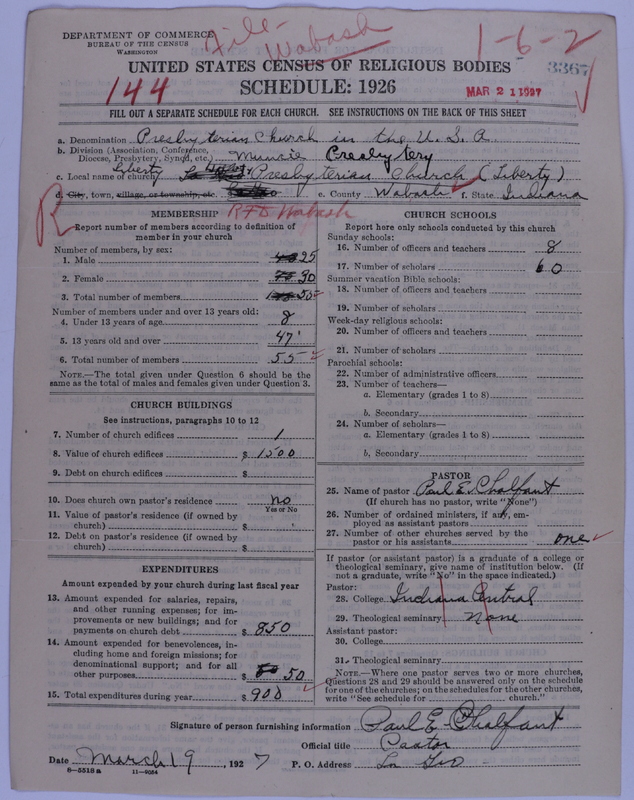 DEPARTMENT OF COMMERCE
BUREAU OF THE CENSUS
WASHINGTON
File-
Wabash
1-6-2
3367
UNITED STATES CENSUS OF RELIGIOUS BODIES
SCHEDULE: 1926
144
MAR 21 1927
FILL OUT A SEPARATE SCHEDULE FOR EACH CHURCH. SEE INSTRUCTIONS ON THE BACK OF THIS SHEET
a. Denomination Presbyterian Church in the U.S.A.
b. Division (Association, Conference, Diocese, Presbytery, Synod, etc.) Muncie Presbytery
c. Local name of church Liberty Presbyterian Church (Liberty)
d. City, town, village, or township, etc. e. County Wabash f. State Indiana
R RFD Wabash
MEMBERSHIP
Report number of members according to definition of
member in your church
Number of members, by sex:
1. Male 25
2. Female 30
3. Total number of members
Number of members under and over 13 years old:
4. Under 13 years of age 8
5. 13 years old and over 47
6. Total number of members 55
NOTE.—The total given under Question 6 should be
same as the total of males and females given under Question 3.
CHURCH BUILDINGS
See instructions, paragraphs 10 to 12
7. Number of church edifices 1
8. Value of church edifices $ 1500
9. Debt on church edifices $
10. Does church own pastor's residence No
Yes or No
11. Value of pastor's residence (if owned by
church) $
12. Debt on pastor's residence (if owned by
church) $
EXPENDITURES
Amount expended by your church during last fiscal year
13. Amount expended for salaries, repairs,
and other running expenses; for im-
provements or new buildings; and for
payments on church debt $ 850
14. Amount expended for benevolences, in-
cluding home and foreign missions; for
denominational support; and for all
other purposes $ 50
15. Total expenditures during year $ 900
CHURCH SCHOOLS
Report here only schools conducted by this church
Sunday schools:
16. Number of officers and teachers 8
17. Number of scholars 60
Summer vacation Bible schools:
18. Number of officers and teachers
19. Number of scholars
Week-day religious schools:
20. Number of officers and teachers
21. Number of scholars
Parochial schools:
22. Number of administrative officers
23. Number of teachers—
a. Elementary (grades 1 to 8)
b. Secondary
24. Number of scholars—
a. Elementary (grades 1 to 8)
b. Secondary
PASTOR
25. Name of pastor Paul E. Chalfant
(If church has no pastor, write "None")
26. Number of ordained ministers, if any, em-
ployed as assistant pastors
27. Number of other churches served by the
pastor or his assistants one
If pastor (or assistant pastor) is a graduate of a college or
theological seminary, give name of institution below. (If
not a graduate, write "No" in the space indicated.)
Pastor:
28. College Indiana Central
29. Theological seminary None
Assistant pastor:
30. College
31. Theological seminary
NOTE.—Where one pastor serves two or more churches,
Questions 28 and 29 should be answered only on the schedule
for one of the churches; on the schedules for the other churches,
write "See schedule for church."
Signature of person furnishing information Paul E Chalfant
Official title Pastor
Date March 19, 1927 P. O. Address
8-5518a 11-9054